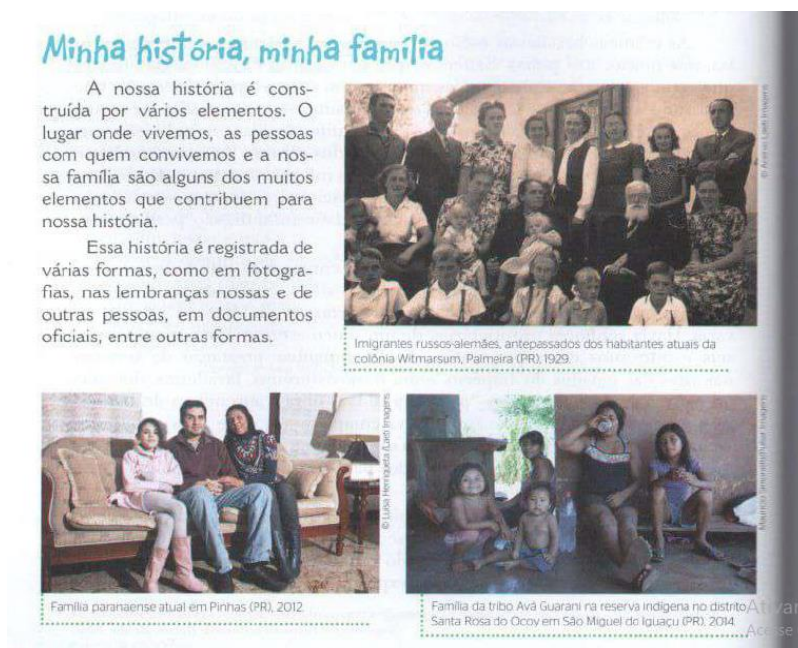 Minha história, minha família
A nossa história é cons-
truída por vários elementos. O
lugar onde vivemos, as pessoas
com quem convivemos e a nos-
sa família são alguns dos muitos
elementos que contribuem para
nossa história.
Essa história é registrada de
várias formas, como em fotogra-
fias, nas lembranças nossas e de
outras pessoas, em documentos
oficiais, entre outras formas.
Imigrantes russos-alemães, antepassados dos habitantes atuais da
colônia Witmarsum, Palmeira (PR), 1929.
© Luisa Henriqueta/Laeti Imagens
Família paranaense atual em Pinhas (PR), 2012.
Família da tribo Avá Guarani na reserva indígena no distrito
Santa Rosa do Ocoy em São Miguel do Iguaçu (PR), 2014.